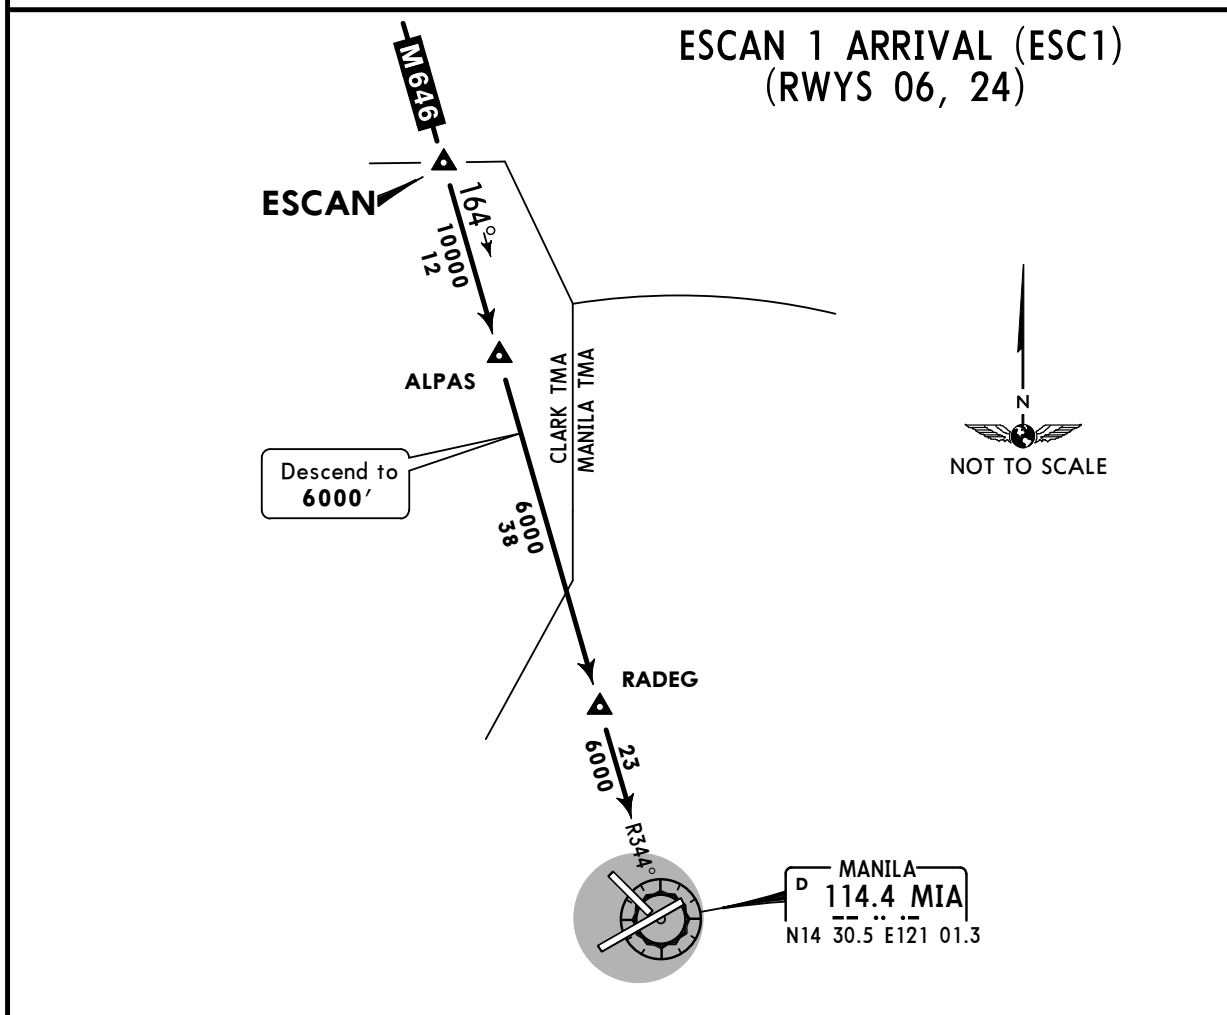 ESCAN 1 ARRIVAL (ESC1)
(RWYS 06, 24)
M646
ESCAN
164°
10000
12
ALPAS
CLARK TMA
MANILA TMA
N
NOT TO SCALE
Descend to
6000'
6000
38
RADEG
23
6000
R344°
MANILA
D 114.4 MIA
N14 30.5 E121 01.3